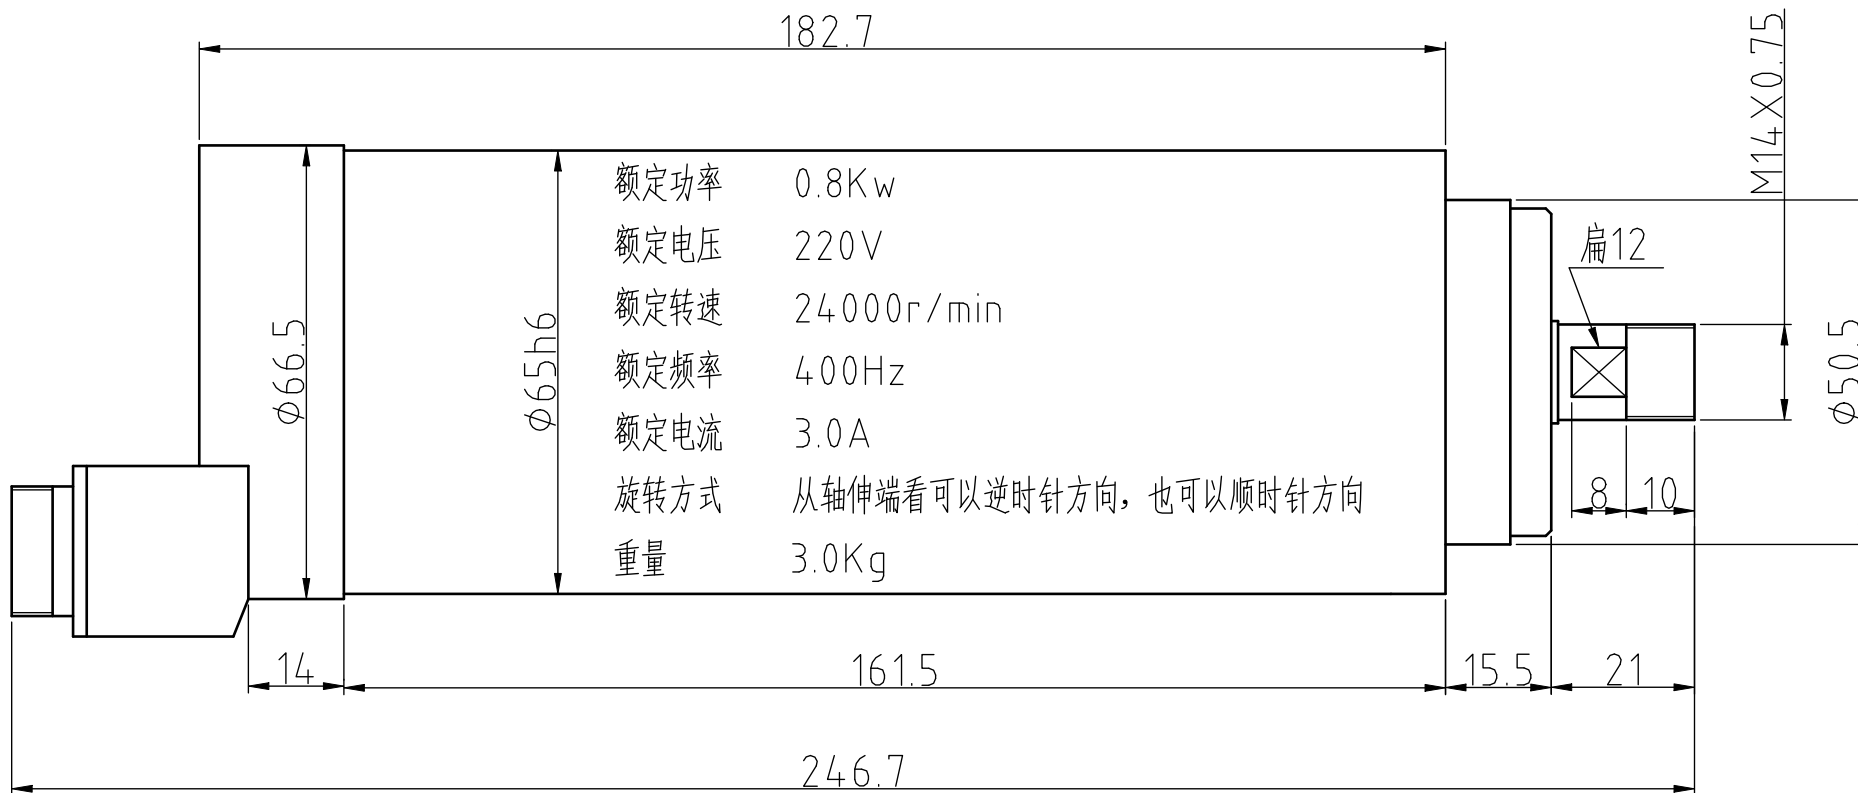 182.7
M14X0.75
额定功率 0.8Kw
额定电压 220V
扁12
额定转速 24000r/min
⌀66.5
⌀65h6
⌀50.5
额定频率 400Hz
额定电流 3.0A
旋转方式 从轴伸端看可以逆时针方向，也可以顺时针方向
8
10
重量 3.0Kg
14
161.5
15.5
21
246.7